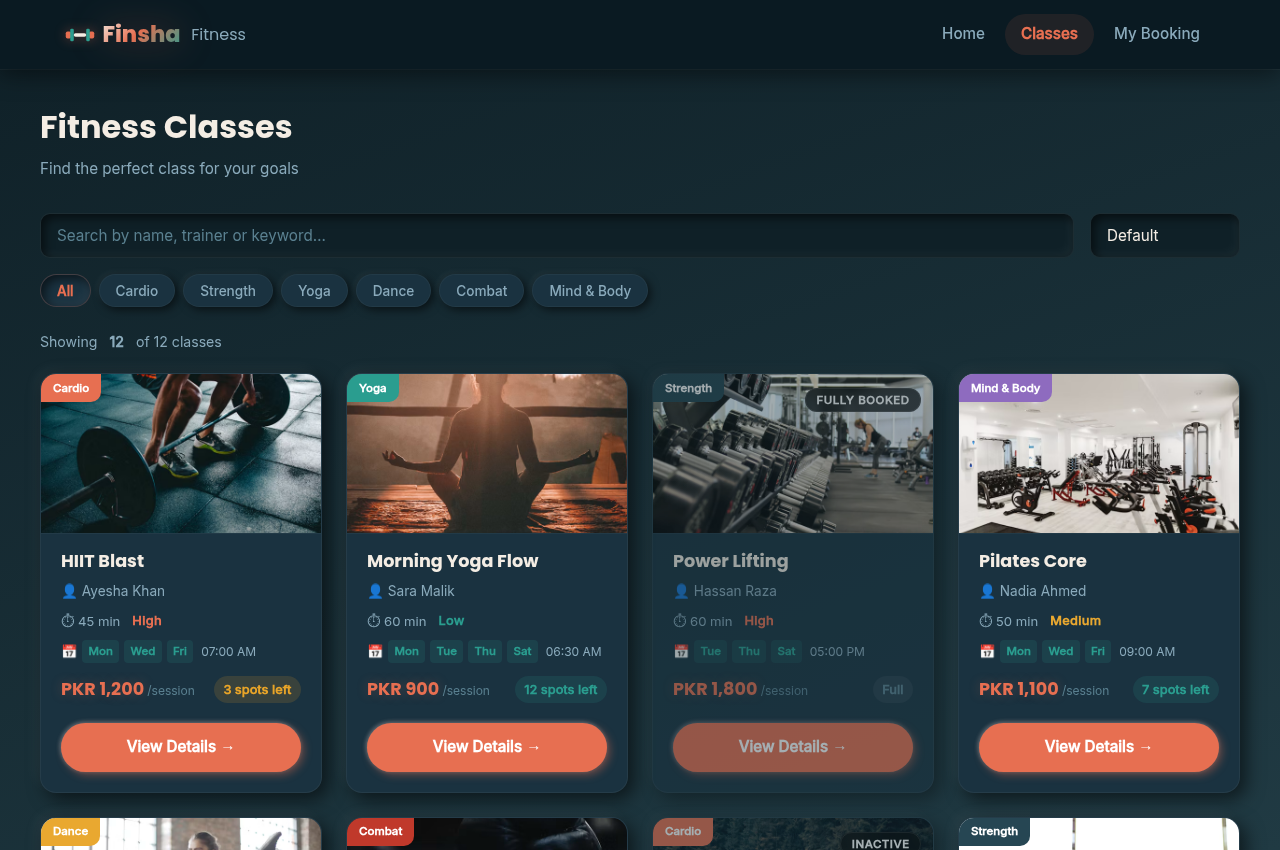 Finsha Fitness
Home
Classes
My Booking
Fitness Classes
Find the perfect class for your goals
Search by name, trainer or keyword...
Default
All
Cardio
Strength
Yoga
Dance
Combat
Mind & Body
Showing 12 of 12 classes
Cardio
HIIT Blast
Ayesha Khan
45 min High
Mon Wed Fri 07:00 AM
PKR 1,200 /session 3 spots left
View Details →
Yoga
Morning Yoga Flow
Sara Malik
60 min Low
Mon Tue Thu Sat 06:30 AM
PKR 900 /session 12 spots left
View Details →
Strength
FULLY BOOKED
Power Lifting
Hassan Raza
60 min High
Tue Thu Sat 05:00 PM
PKR 1,800 /session Full
View Details →
Mind & Body
Pilates Core
Nadia Ahmed
50 min Medium
Mon Wed Fri 09:00 AM
PKR 1,100 /session 7 spots left
View Details →
Dance
Combat
Cardio
INACTIVE
Strength